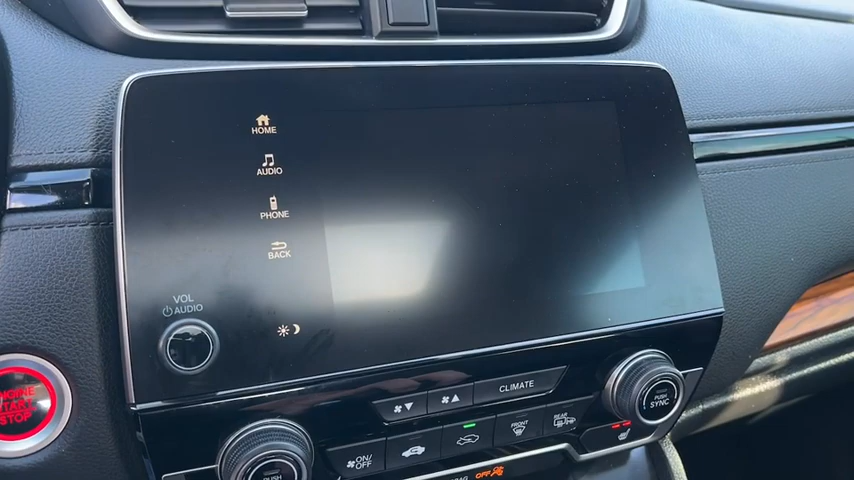 HOME
AUDIO
PHONE
BACK
VOL
AUDIO
ENGINE
START
STOP
CLIMATE
PUSH
SYNC
ON/
OFF
FRONT
REAR
PUSH
OFF